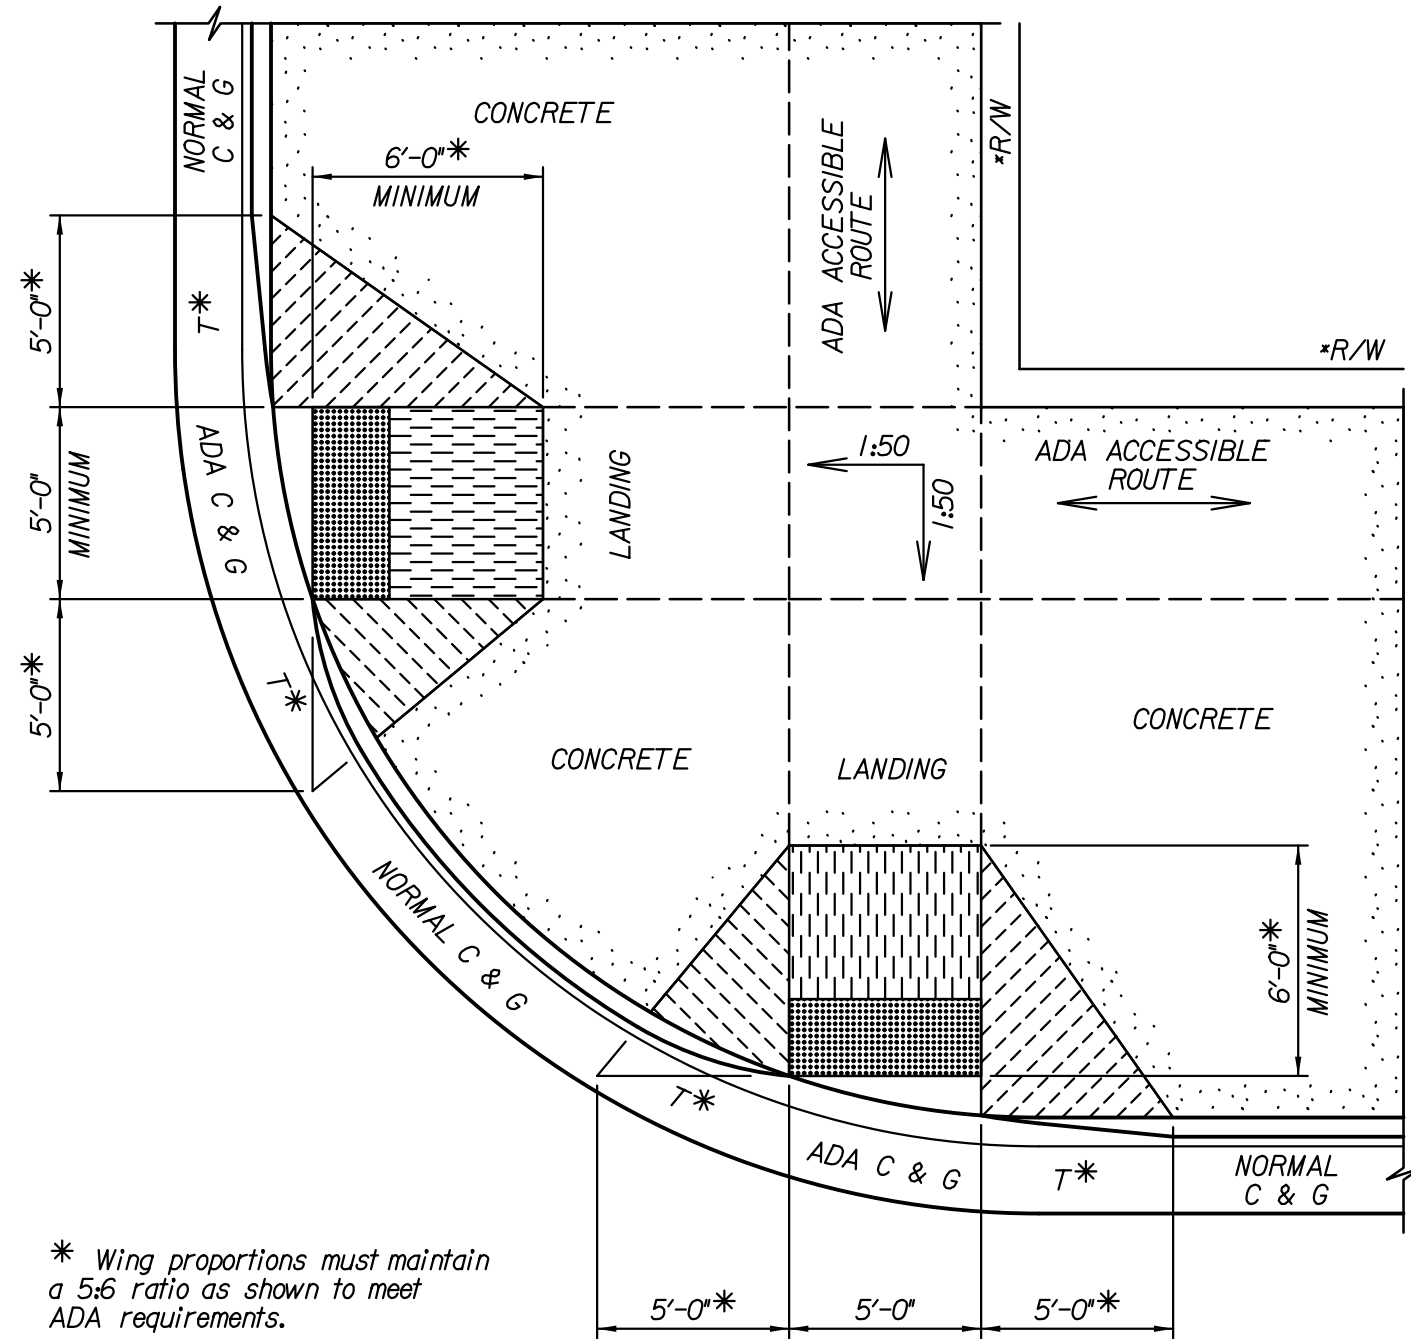 NORMAL
C & G
CONCRETE
6'-0"*
MINIMUM
ADA ACCESSIBLE
ROUTE
*R/W
*R/W
5'-0"*
T*
5'-0"
MINIMUM
ADA C & G
LANDING
1:50
1:50
ADA ACCESSIBLE
ROUTE
5'-0"*
T*
CONCRETE
LANDING
CONCRETE
NORMAL C & G
6'-0"*
MINIMUM
T*
ADA C & G
T*
NORMAL
C & G
* Wing proportions must maintain
a 5:6 ratio as shown to meet
ADA requirements.
5'-0"*
5'-0"
5'-0"*